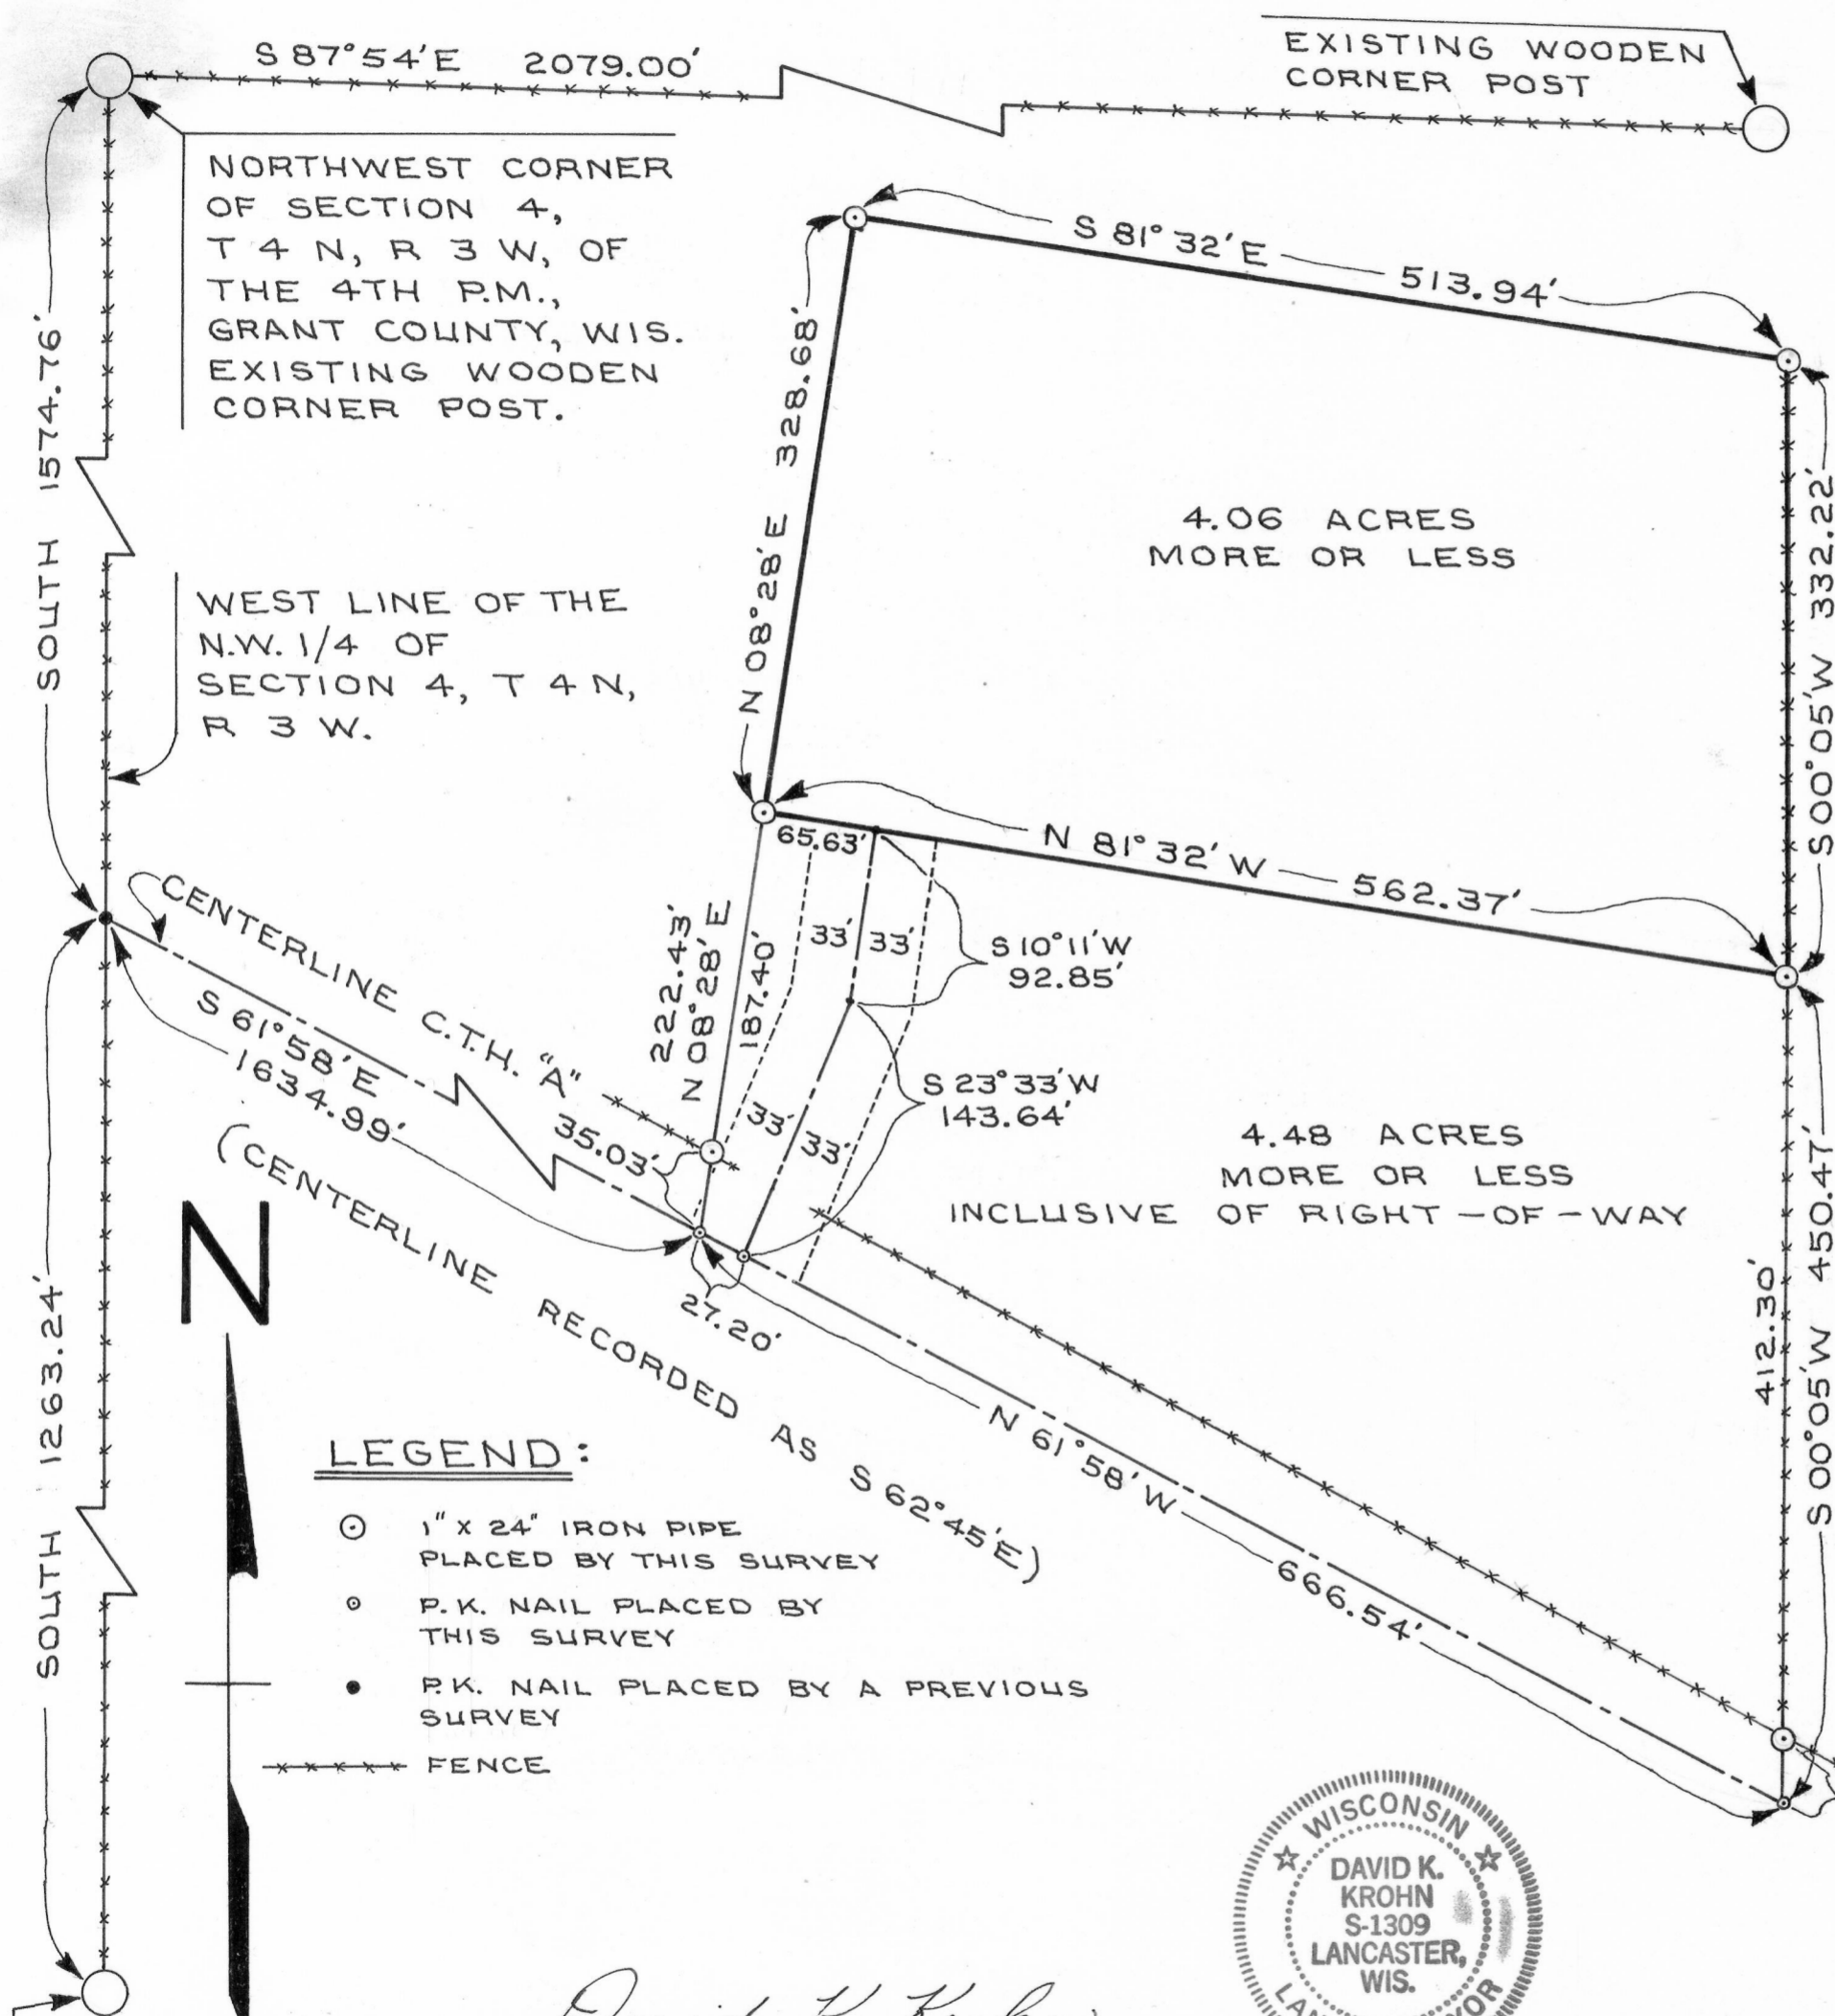 S 87°54'E 2079.00'
EXISTING WOODEN
CORNER POST
NORTHWEST CORNER
OF SECTION 4,
T 4 N, R 3 W, OF
THE 4TH P.M.,
GRANT COUNTY, WIS.
EXISTING WOODEN
CORNER POST.
SOUTH 1574.76'
S 81°32'E 513.94'
N 08°28'E 328.68'
4.06 ACRES
MORE OR LESS
S 00°05'W 332.22'
WEST LINE OF THE
N.W. 1/4 OF
SECTION 4, T 4 N,
R 3 W.
65.63'
N 81°32'W 562.37'
CENTERLINE C.T.H. "A"
S 61°58'E
1634.99'
(CENTERLINE RECORDED AS S 62°45'E)
222.43'
N 08°28'E
187.40'
33' 33'
S 10°11'W
92.85'
S 23°33'W
143.64'
33' 33'
35.03'
27.20'
4.48 ACRES
MORE OR LESS
INCLUSIVE OF RIGHT-OF-WAY
412.30'
S 00°05'W 450.47'
N 61°58'W 666.54'
SOUTH 1263.24'
N
LEGEND:
1" X 24" IRON PIPE
PLACED BY THIS SURVEY
P.K. NAIL PLACED BY
THIS SURVEY
P.K. NAIL PLACED BY A PREVIOUS
SURVEY
FENCE
WISCONSIN
DAVID K.
KROHN
S-1309
LANCASTER,
WIS.